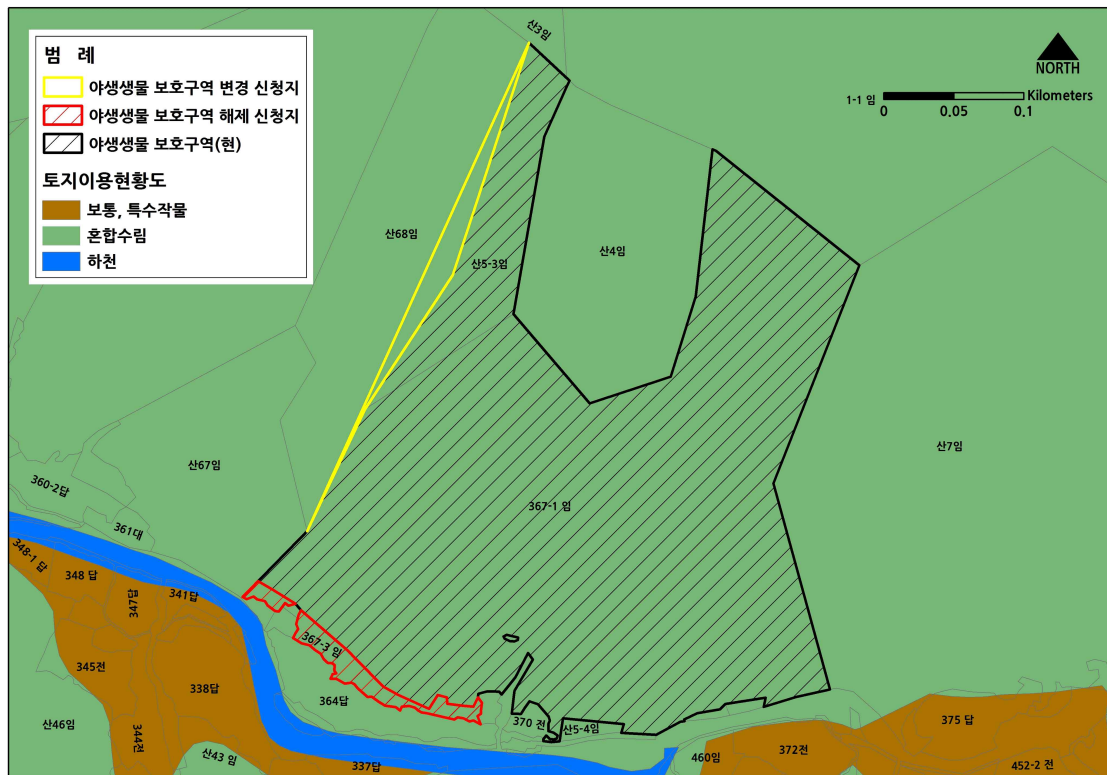 범 례
야생생물 보호구역 변경 신청지
야생생물 보호구역 해제 신청지
야생생물 보호구역(현)
토지이용현황도
보통, 특수작물
혼합수림
하천
NORTH
1-1 임
Kilometers
0 0.05 0.1
산3임
산68임
산5-3임
산4임
산7임
산67임
360-2답
361대
367-1 임
348-1 답
348 답
347답
341답
345전
338답
367-3 임
364답
370 전
산5-4임
375 답
산46임
344전
산43 임
337답
460임
372전
452-2 전